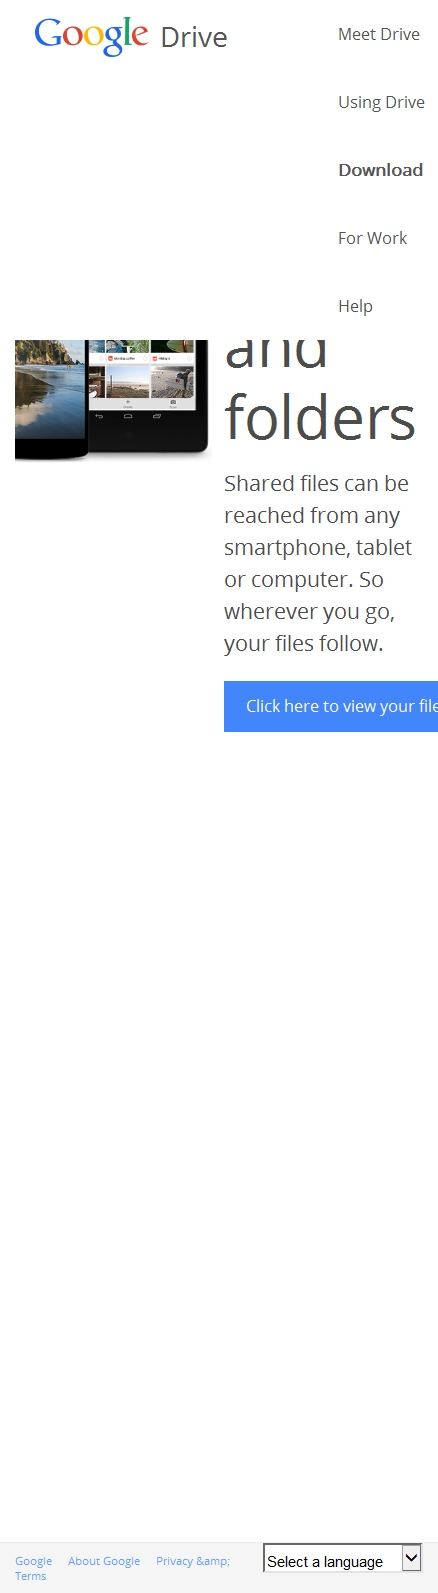 Google Drive
Meet Drive
Using Drive
Download
For Work
Help
and
folders
Shared files can be
reached from any
smartphone, tablet
or computer. So
wherever you go,
your files follow.
Click here to view your file
Google About Google Privacy &amp;
Terms
Select a language